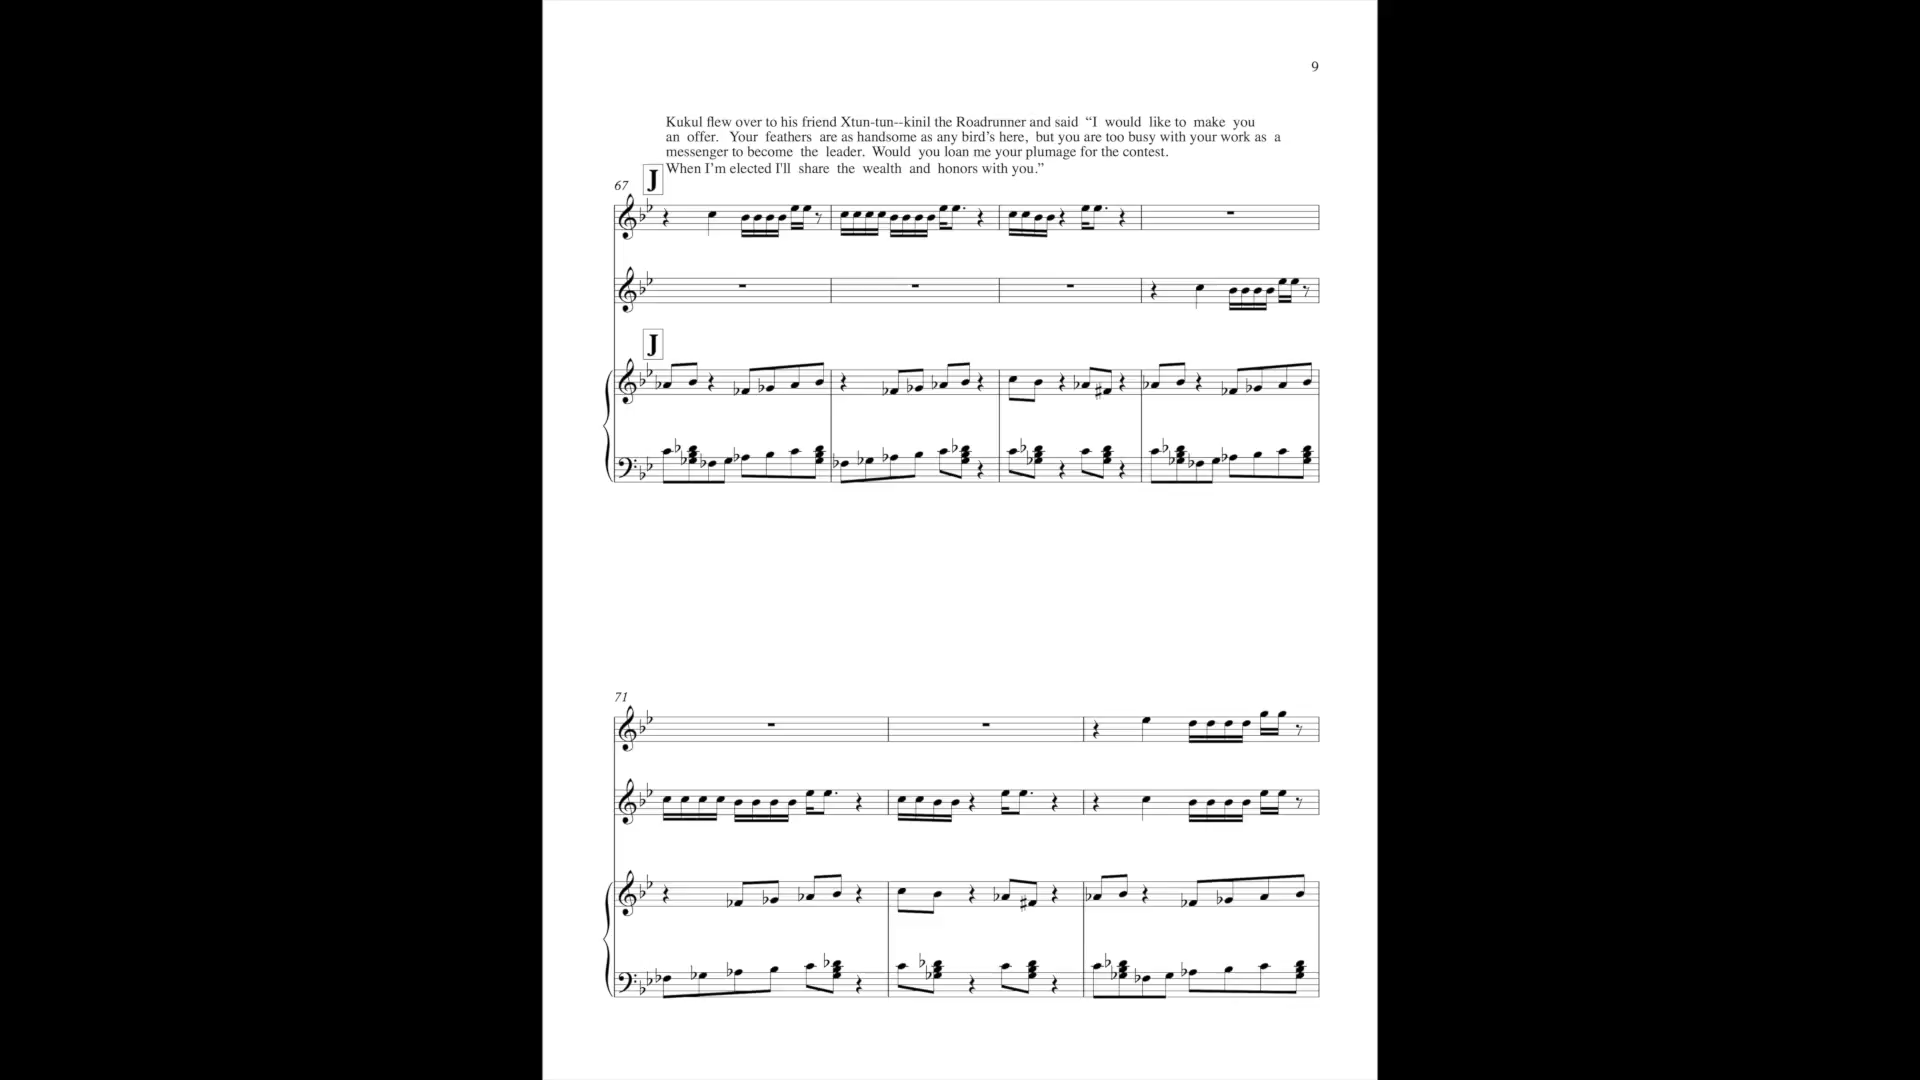 9
Kukul flew over to his friend Xtun-tun--kinil the Roadrunner and said “I would like to make you
an offer. Your feathers are as handsome as any bird’s here, but you are too busy with your work as a
messenger to become the leader. Would you loan me your plumage for the contest.
When I’m elected I'll share the wealth and honors with you.”
J
67
J
71